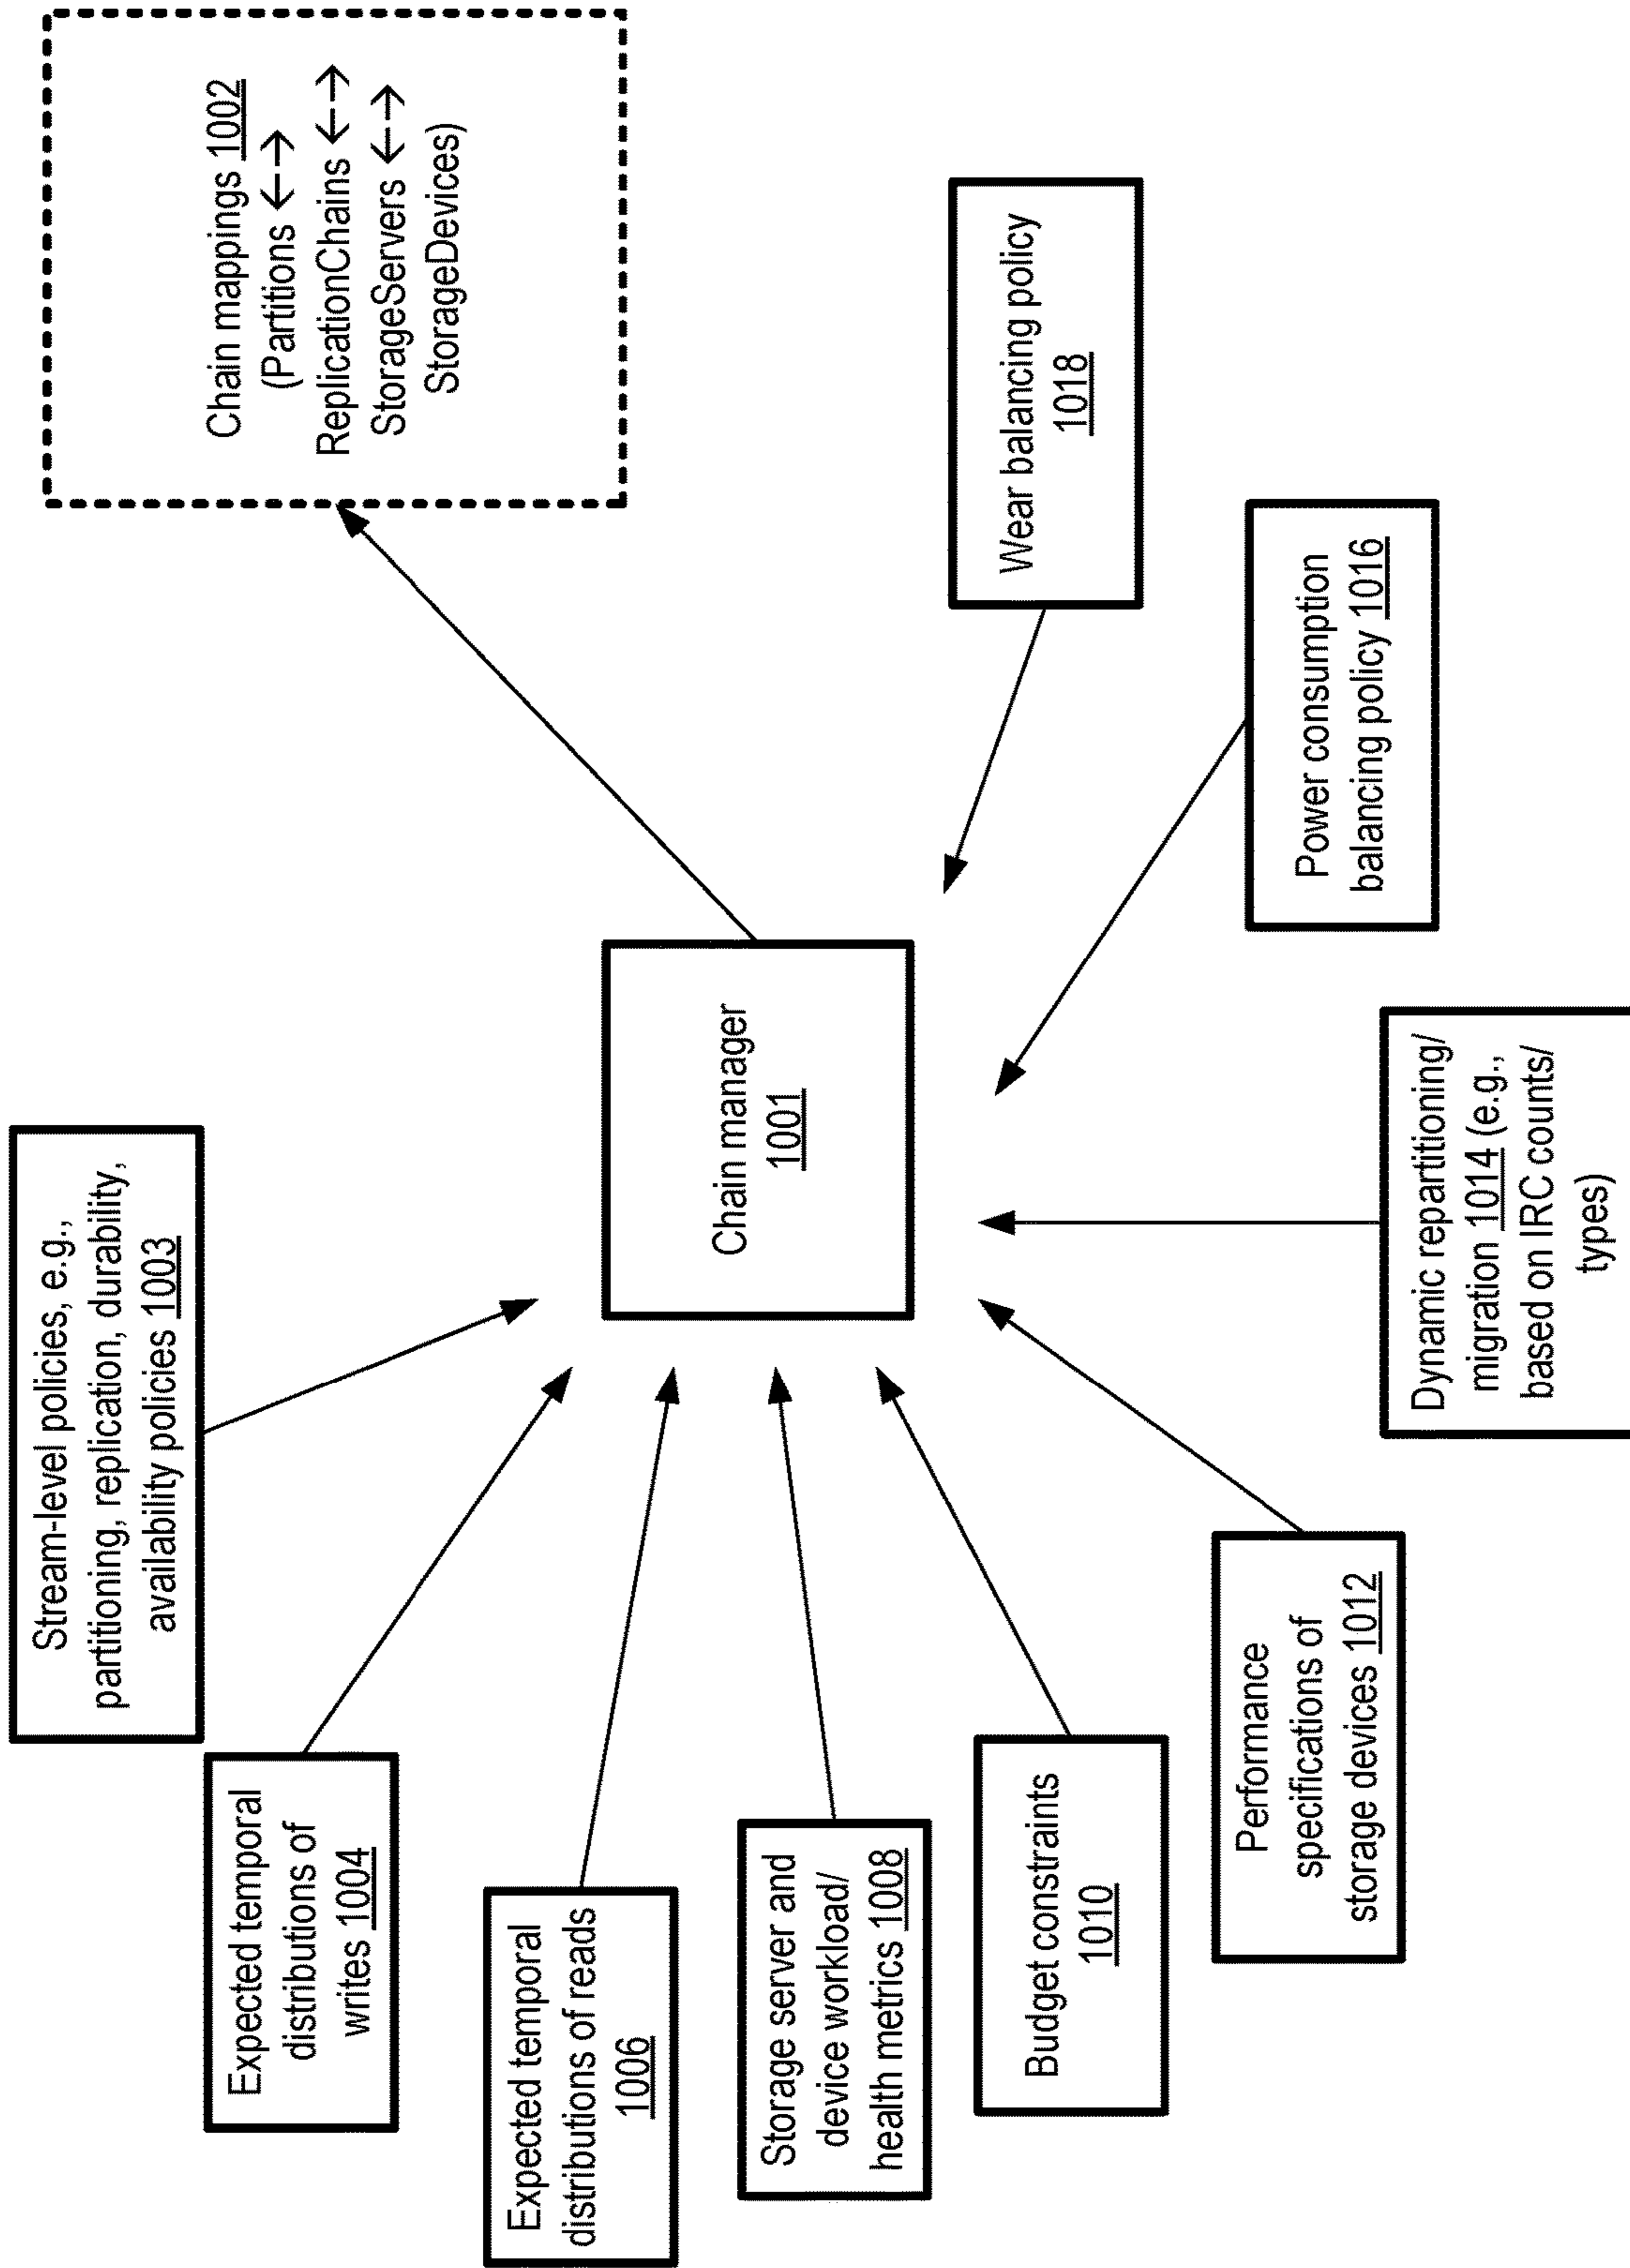 Stream-level policies, e.g.,
partitioning, replication, durability,
availability policies 1003
Expected temporal
distributions of
writes 1004
Expected temporal
distributions of reads
1006
Storage server and
device workload/
health metrics 1008
Budget constraints
1010
Performance
specifications of
storage devices 1012
Dynamic repartitioning/
migration 1014 (e.g.,
based on IRC counts/
types)
Power consumption
balancing policy 1016
Wear balancing policy
1018
Chain manager
1001
Chain mappings 1002
(Partitions ←→
ReplicationChains ←→
StorageServers ←→
StorageDevices)